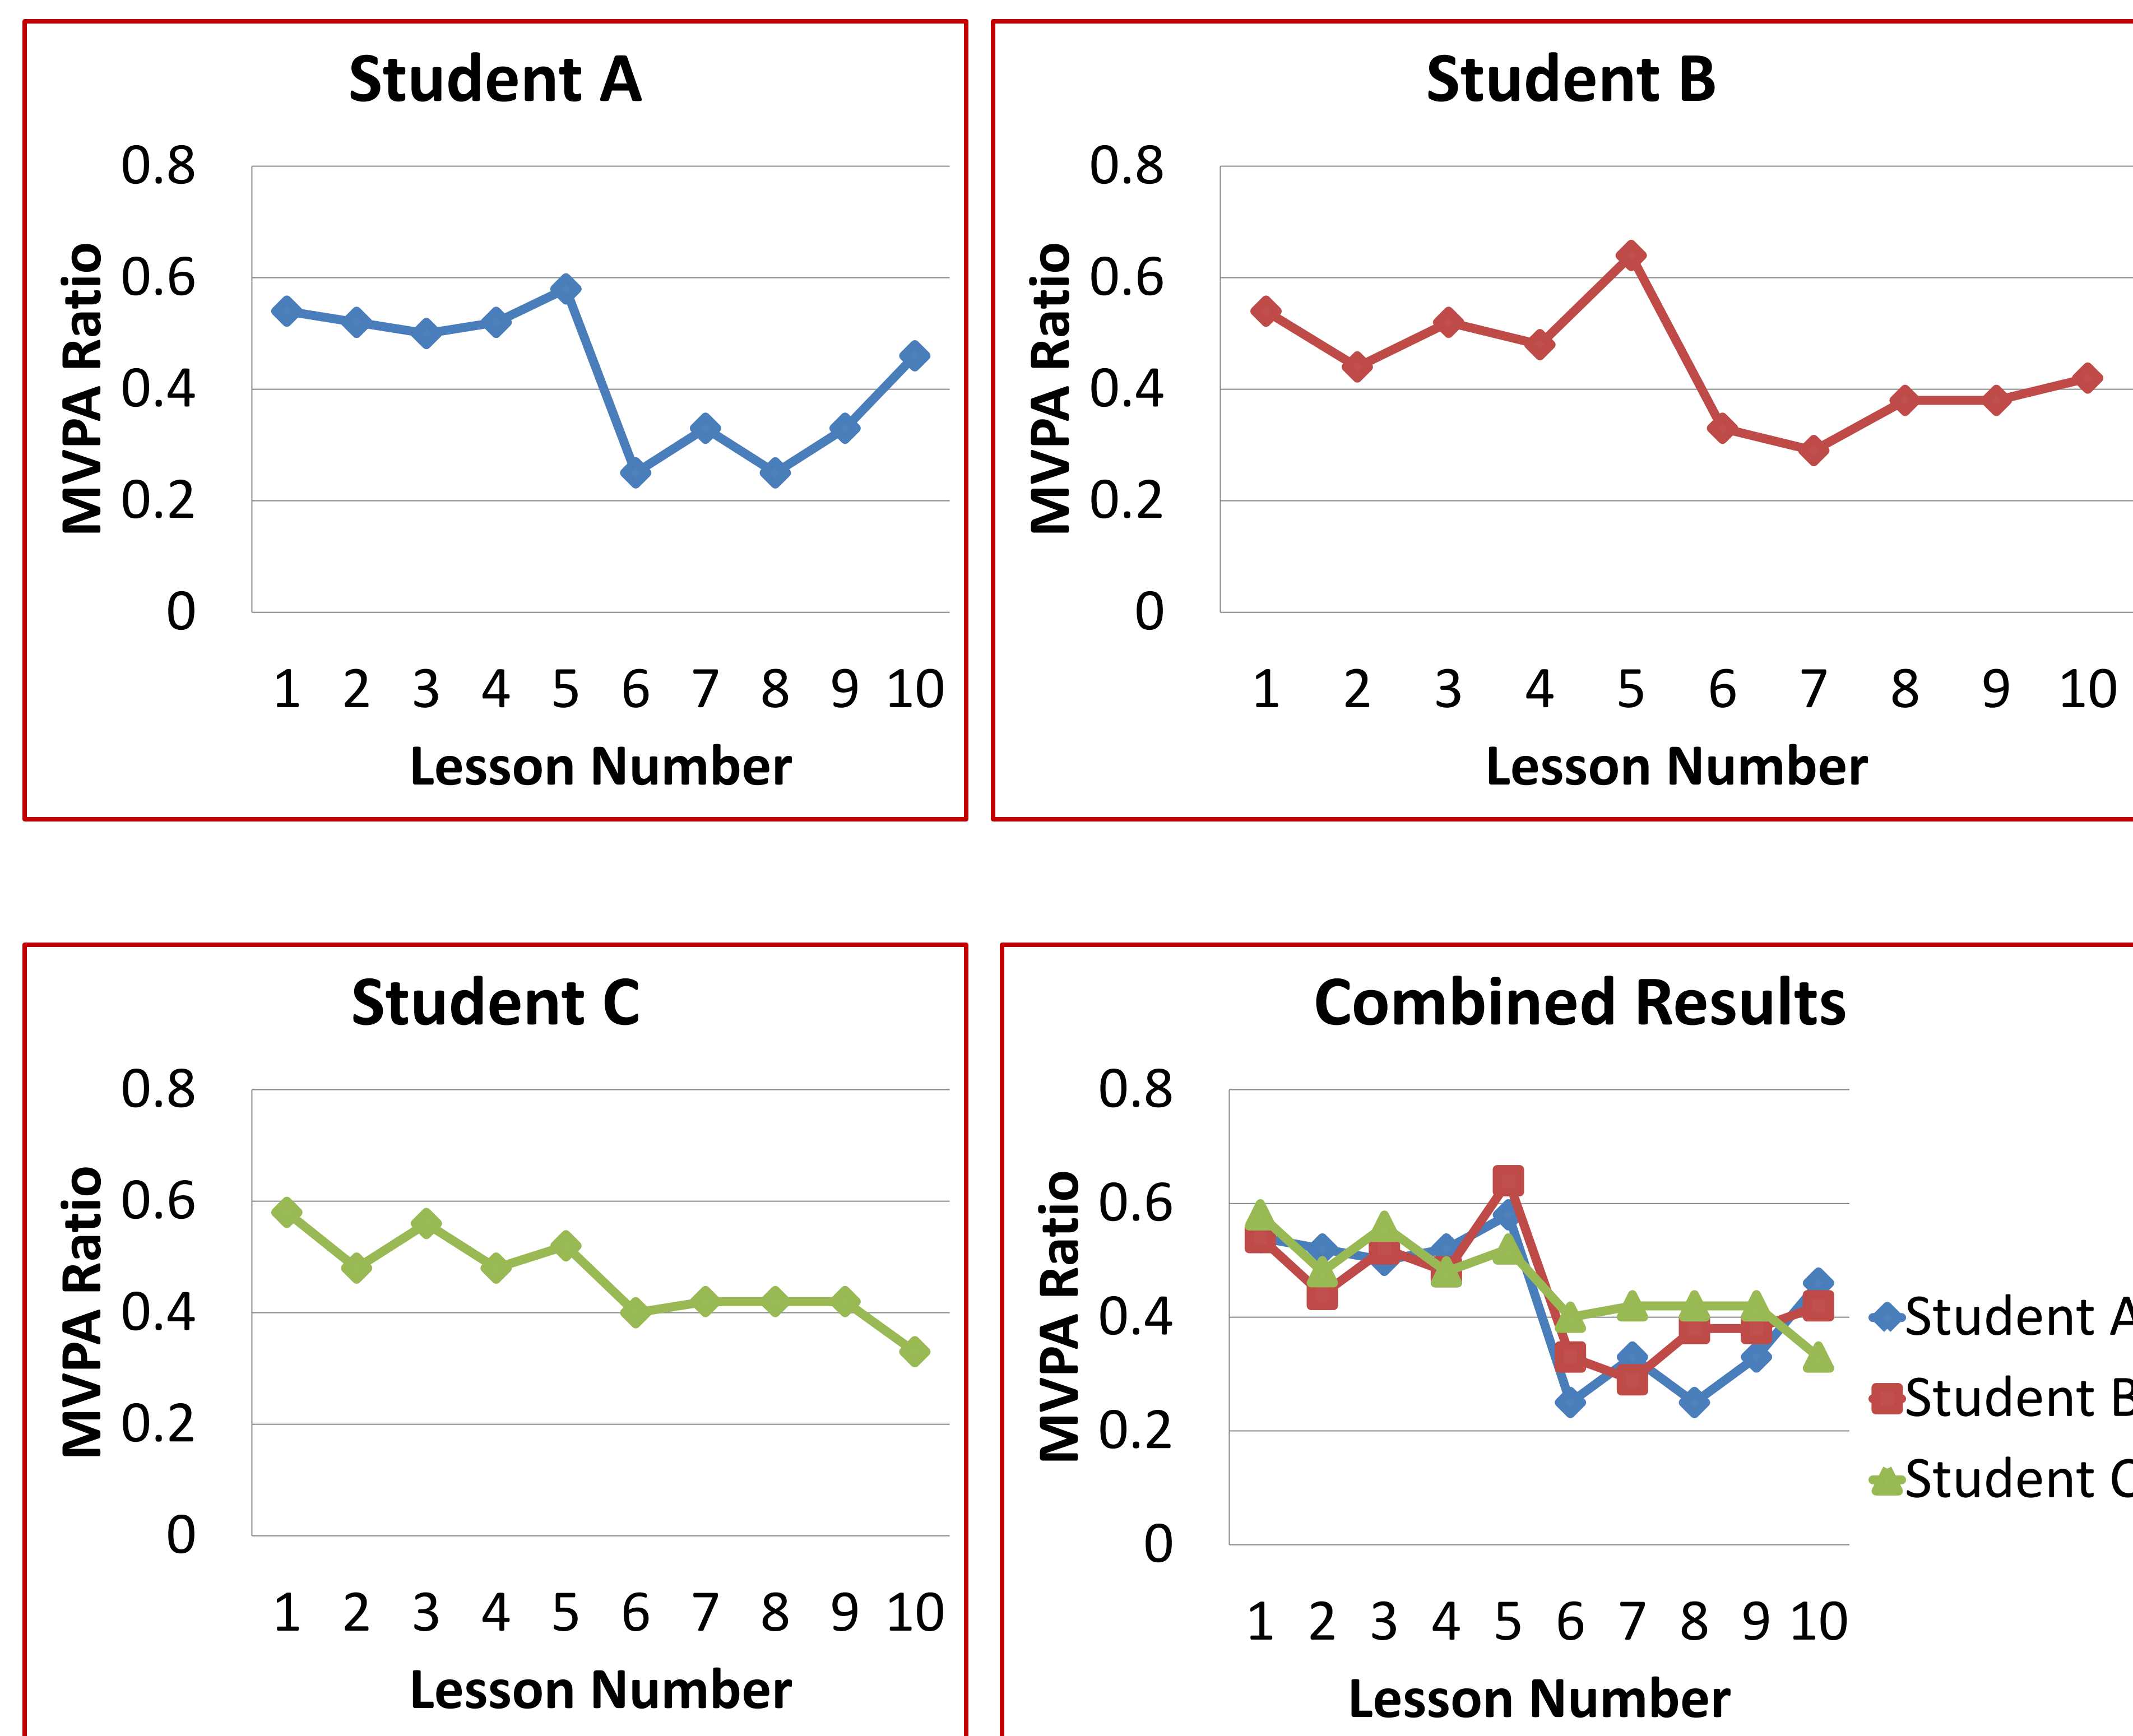 Student A
0.8
0.6
0.4
0.2
0
MVPA Ratio
1 2 3 4 5 6 7 8 9 10
Lesson Number
Student B
0.8
0.6
0.4
0.2
0
MVPA Ratio
1 2 3 4 5 6 7 8 9 10
Lesson Number
Student C
0.8
0.6
0.4
0.2
0
MVPA Ratio
1 2 3 4 5 6 7 8 9 10
Lesson Number
Combined Results
0.8
0.6
0.4
0.2
0
MVPA Ratio
1 2 3 4 5 6 7 8 9 10
Lesson Number
Student A
Student B
Student C